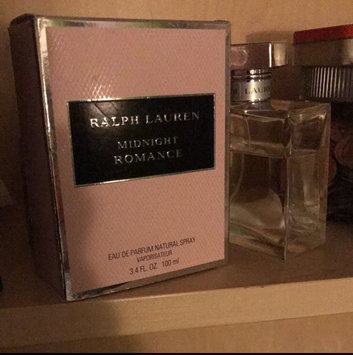 RALPH LAUREN
MIDNIGHT
ROMANCE
EAU DE PARFUM NATURAL SPRAY
VAPORISATEUR
3.4 FL. OZ. 100 ml
LAUREN